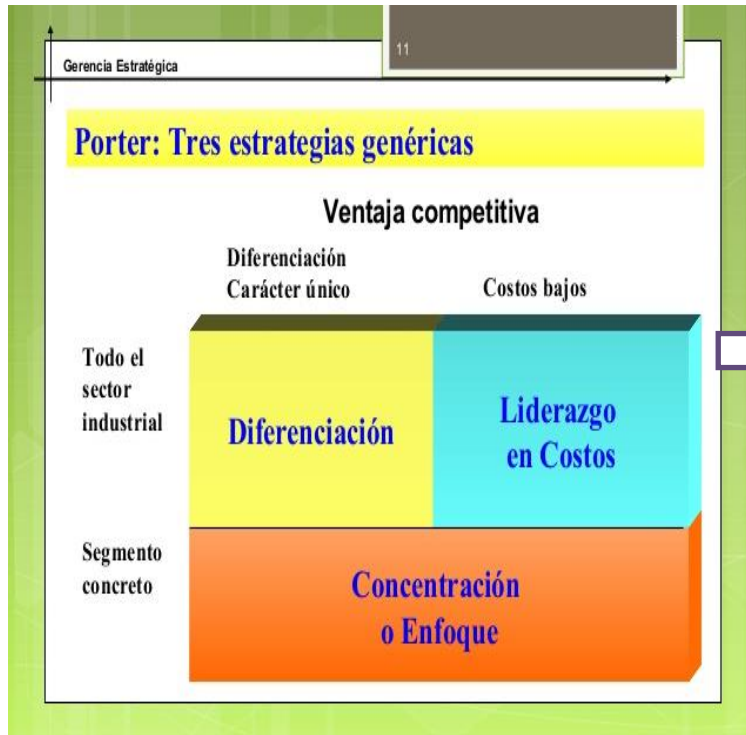 11
Gerencia Estratégica
Porter: Tres estrategias genéricas
Ventaja competitiva
Diferenciación
Carácter único
Costos bajos
Todo el
sector
industrial
Diferenciación
Liderazgo
en Costos
Segmento
concreto
Concentración
o Enfoque